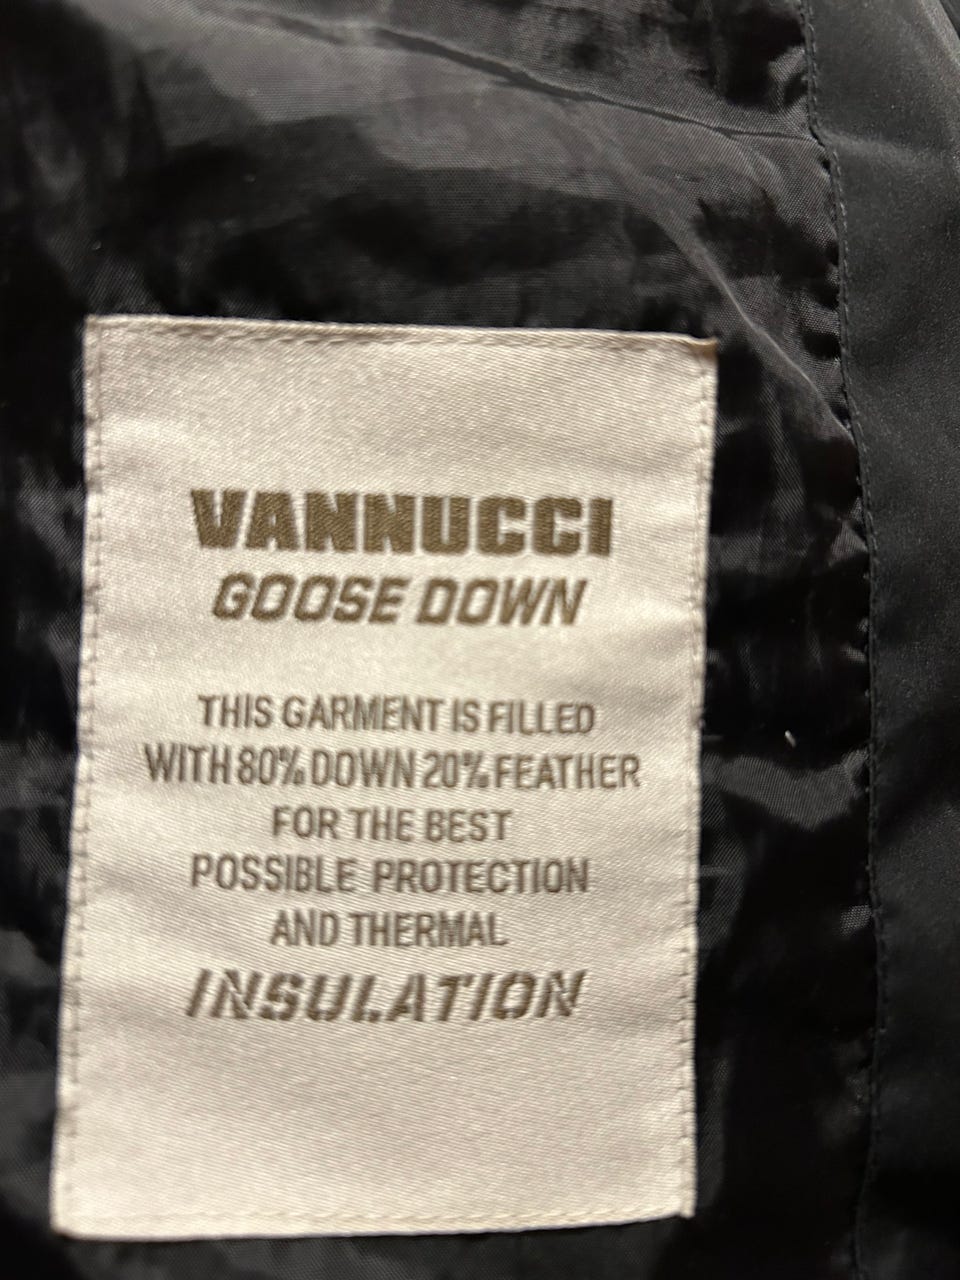 VANNUCCI
GOOSE DOWN
THIS GARMENT IS FILLED
WITH 80% DOWN 20% FEATHER
FOR THE BEST
POSSIBLE PROTECTION
AND THERMAL
INSULATION